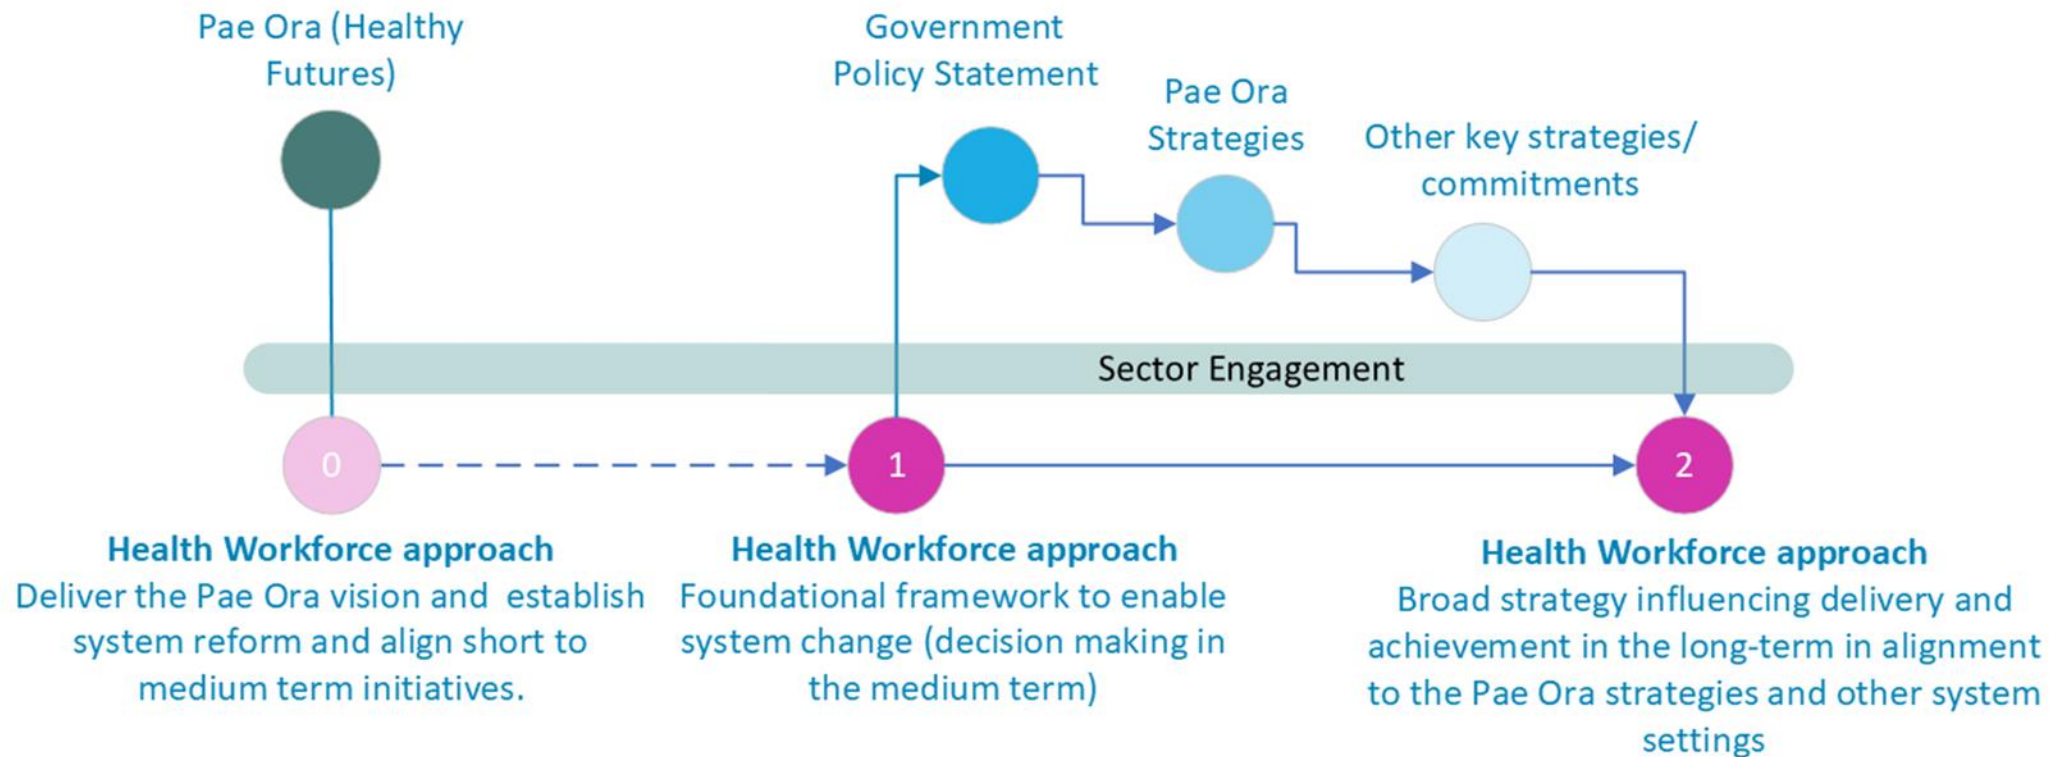 Pae Ora (Healthy
Futures)
Government
Policy Statement
Pae Ora
Strategies
Other key strategies/
commitments
Sector Engagement
0
1
2
Health Workforce approach
Deliver the Pae Ora vision and  establish
system reform and align short to
medium term initiatives.
Health Workforce approach
Foundational framework to enable
system change (decision making in
the medium term)
Health Workforce approach
Broad strategy influencing delivery and
achievement in the long-term in alignment
to the Pae Ora strategies and other system
settings